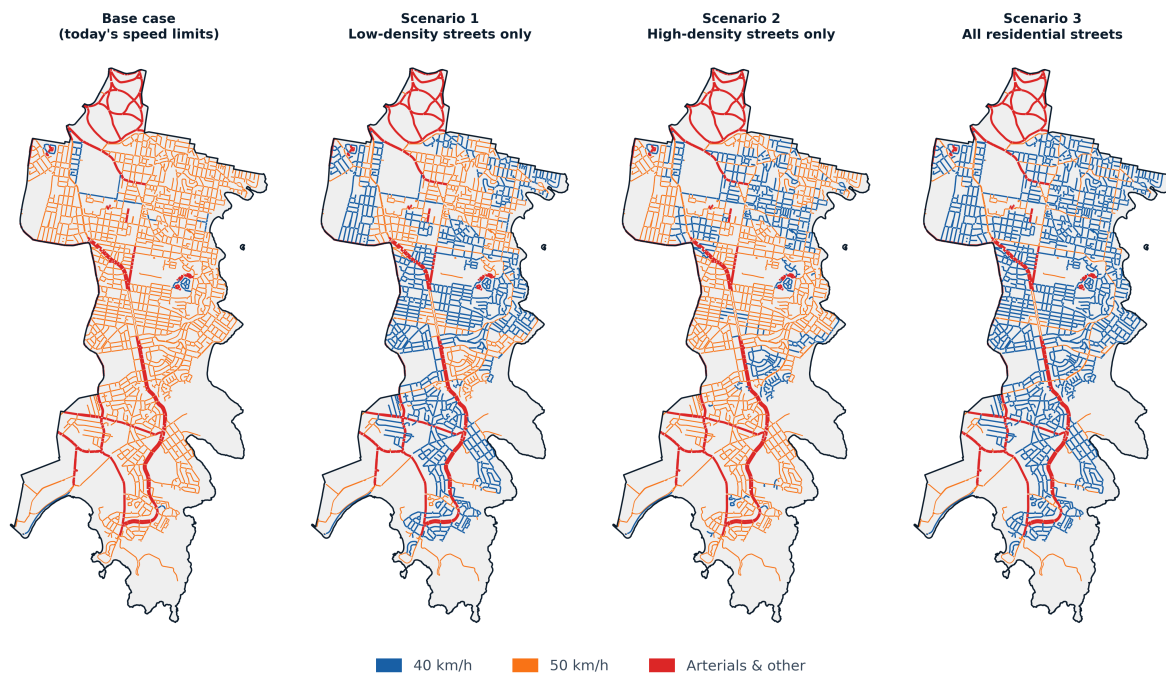 Base case
(today's speed limits)
Scenario 1
Low-density streets only
Scenario 2
High-density streets only
Scenario 3
All residential streets
40 km/h
50 km/h
Arterials & other